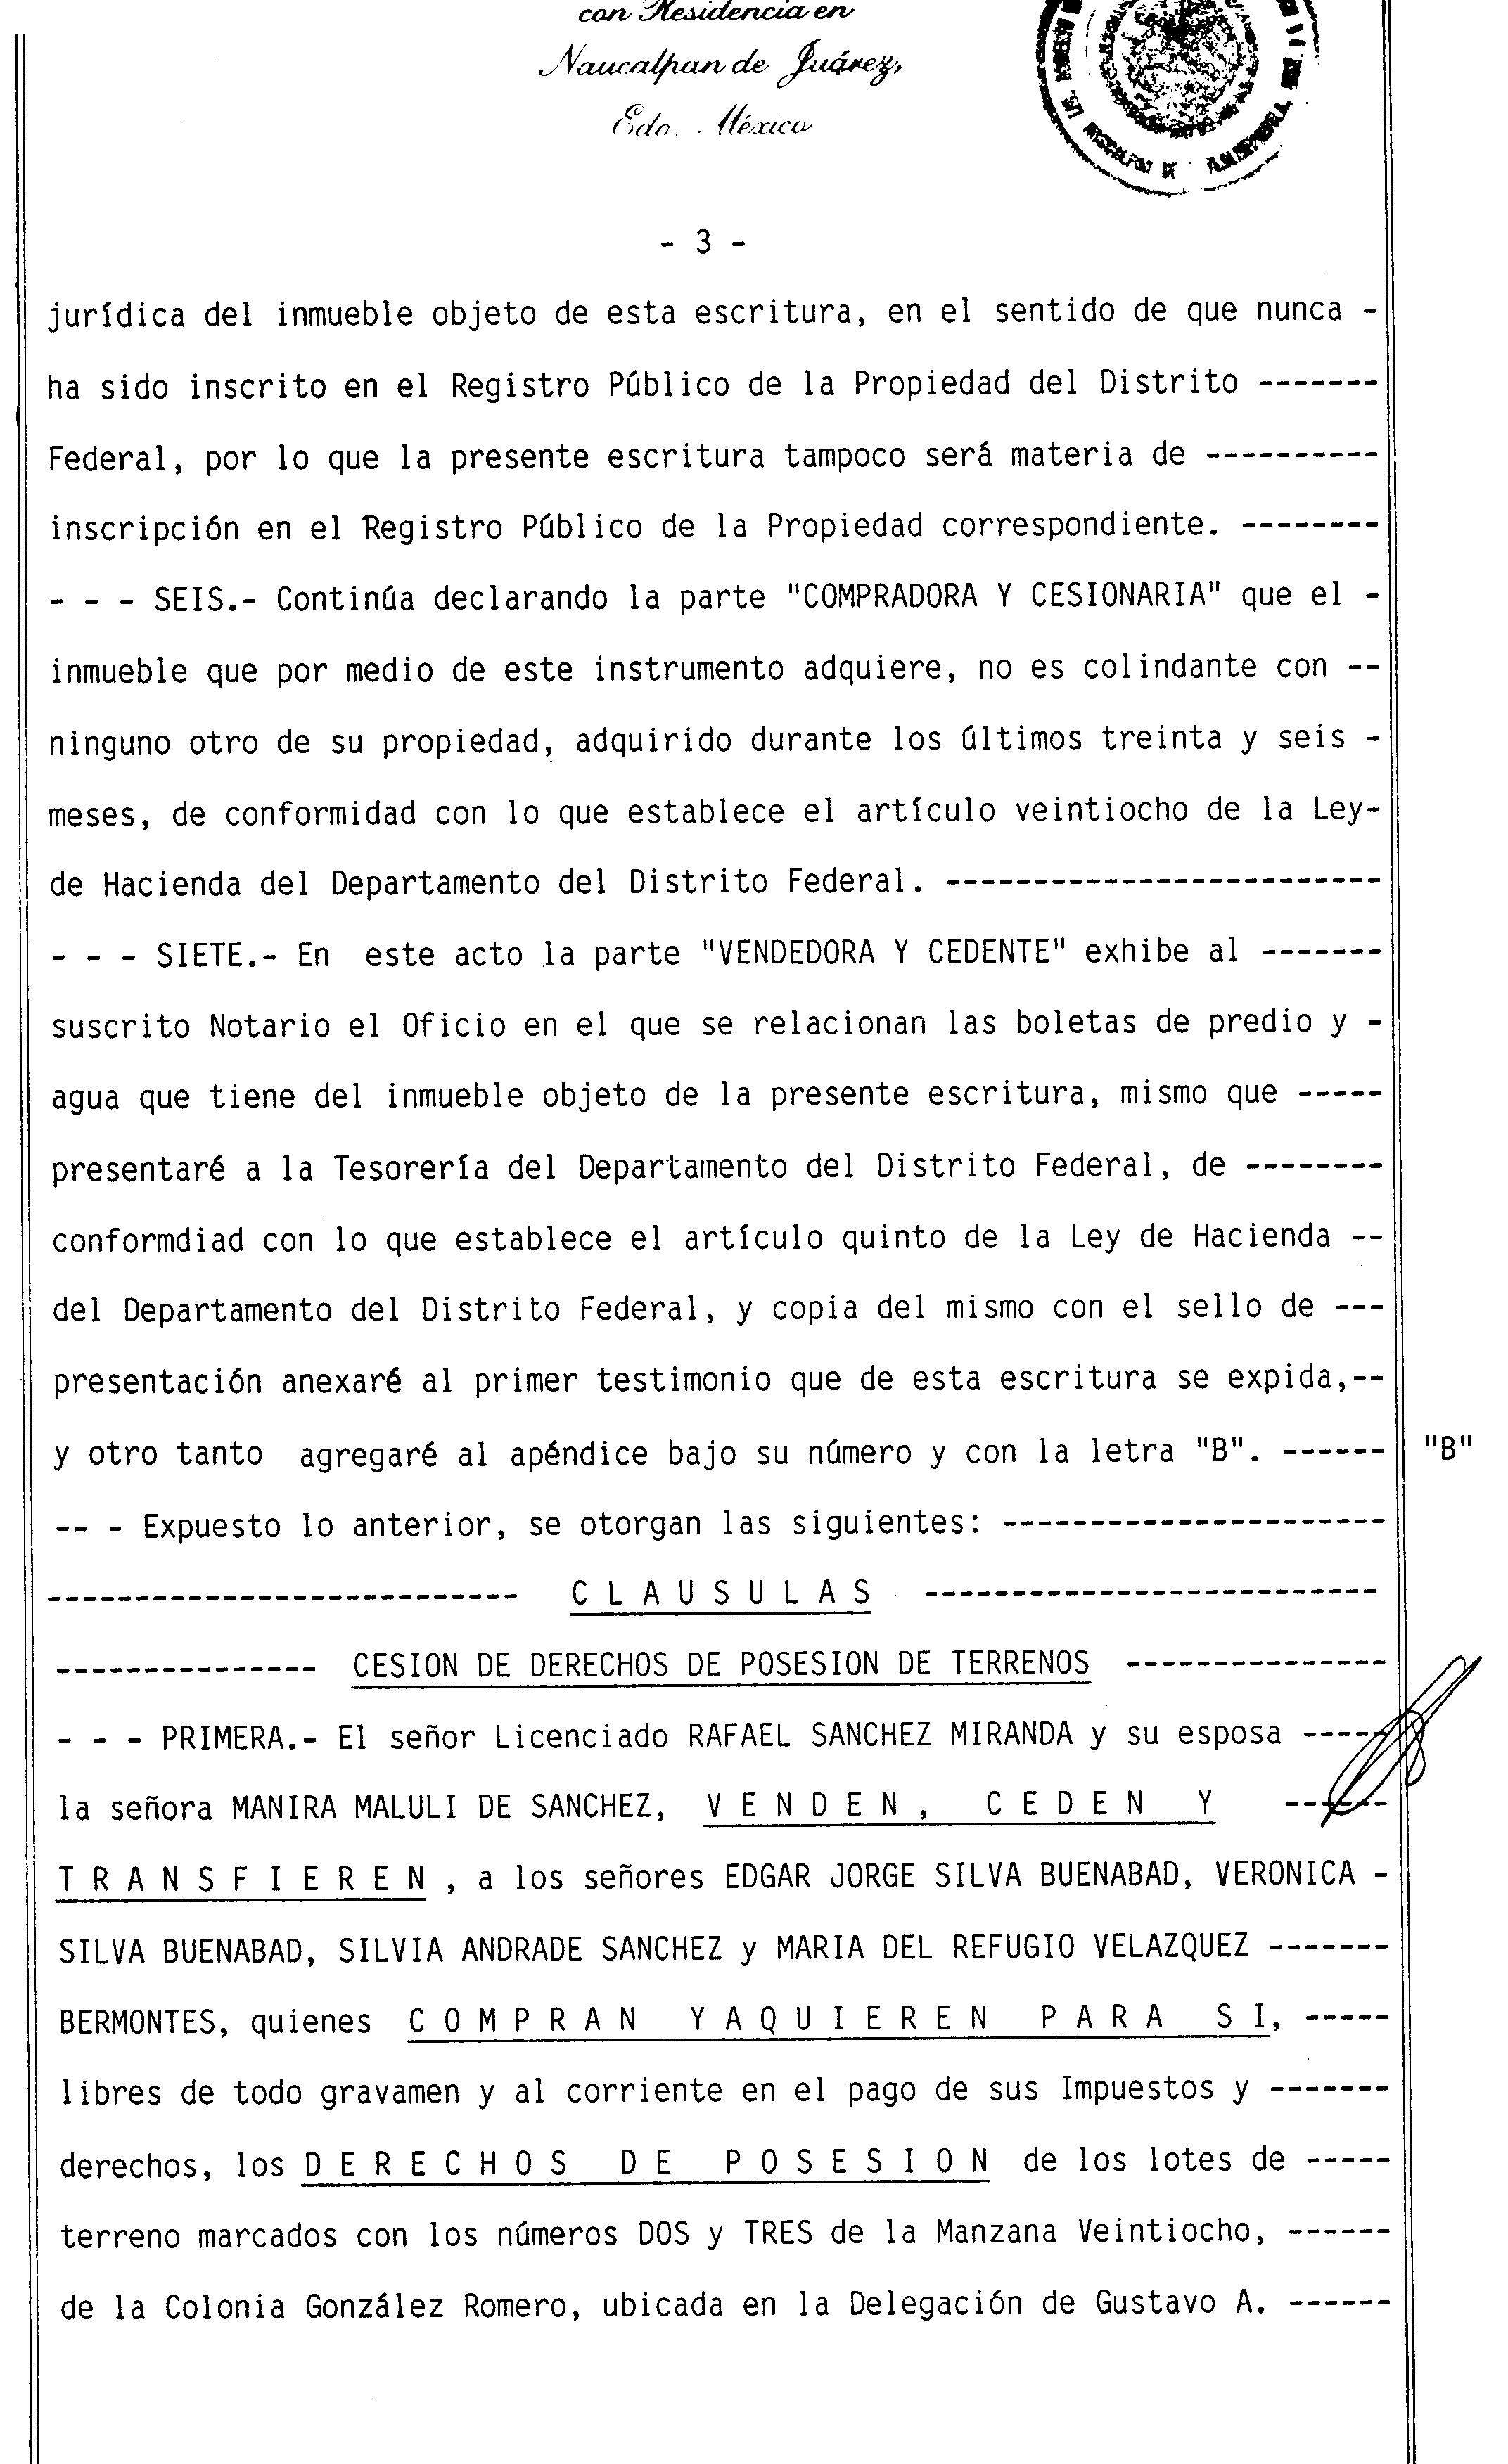 con Residencia en
Naucalpan de Juárez,
Edo. México
- 3 -
jurídica del inmueble objeto de esta escritura, en el sentido de que nunca -
ha sido inscrito en el Registro Público de la Propiedad del Distrito -------
Federal, por lo que la presente escritura tampoco será materia de ----------
inscripción en el Registro Público de la Propiedad correspondiente. --------
- - - SEIS.- Continúa declarando la parte "COMPRADORA Y CESIONARIA" que el -
inmueble que por medio de este instrumento adquiere, no es colindante con --
ninguno otro de su propiedad, adquirido durante los últimos treinta y seis -
meses, de conformidad con lo que establece el artículo veintiocho de la Ley-
de Hacienda del Departamento del Distrito Federal. -------------------------
- - - SIETE.- En este acto la parte "VENDEDORA Y CEDENTE" exhibe al -------
suscrito Notario el Oficio en el que se relacionan las boletas de predio y -
agua que tiene del inmueble objeto de la presente escritura, mismo que -----
presentaré a la Tesorería del Departamento del Distrito Federal, de --------
conformdiad con lo que establece el artículo quinto de la Ley de Hacienda --
del Departamento del Distrito Federal, y copia del mismo con el sello de ---
presentación anexaré al primer testimonio que de esta escritura se expida,--
y otro tanto agregaré al apéndice bajo su número y con la letra "B". ------ "B"
-- - Expuesto lo anterior, se otorgan las siguientes: ----------------------
--------------------------- C L A U S U L A S --------------------------
--------------- CESION DE DERECHOS DE POSESION DE TERRENOS ---------------
- - - PRIMERA.- El señor Licenciado RAFAEL SANCHEZ MIRANDA y su esposa -----
la señora MANIRA MALULI DE SANCHEZ, V E N D E N , C E D E N Y ------
T R A N S F I E R E N , a los señores EDGAR JORGE SILVA BUENABAD, VERONICA -
SILVA BUENABAD, SILVIA ANDRADE SANCHEZ y MARIA DEL REFUGIO VELAZQUEZ -------
BERMONTES, quienes C O M P R A N Y A Q U I E R E N P A R A S I, -----
libres de todo gravamen y al corriente en el pago de sus Impuestos y -------
derechos, los D E R E C H O S D E P O S E S I O N de los lotes de -----
terreno marcados con los números DOS y TRES de la Manzana Veintiocho, ------
de la Colonia González Romero, ubicada en la Delegación de Gustavo A. ------